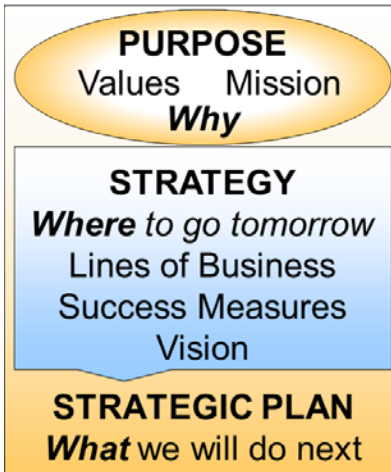 PURPOSE
Values Mission
Why
STRATEGY
Where to go tomorrow
Lines of Business
Success Measures
Vision
STRATEGIC PLAN
What we will do next